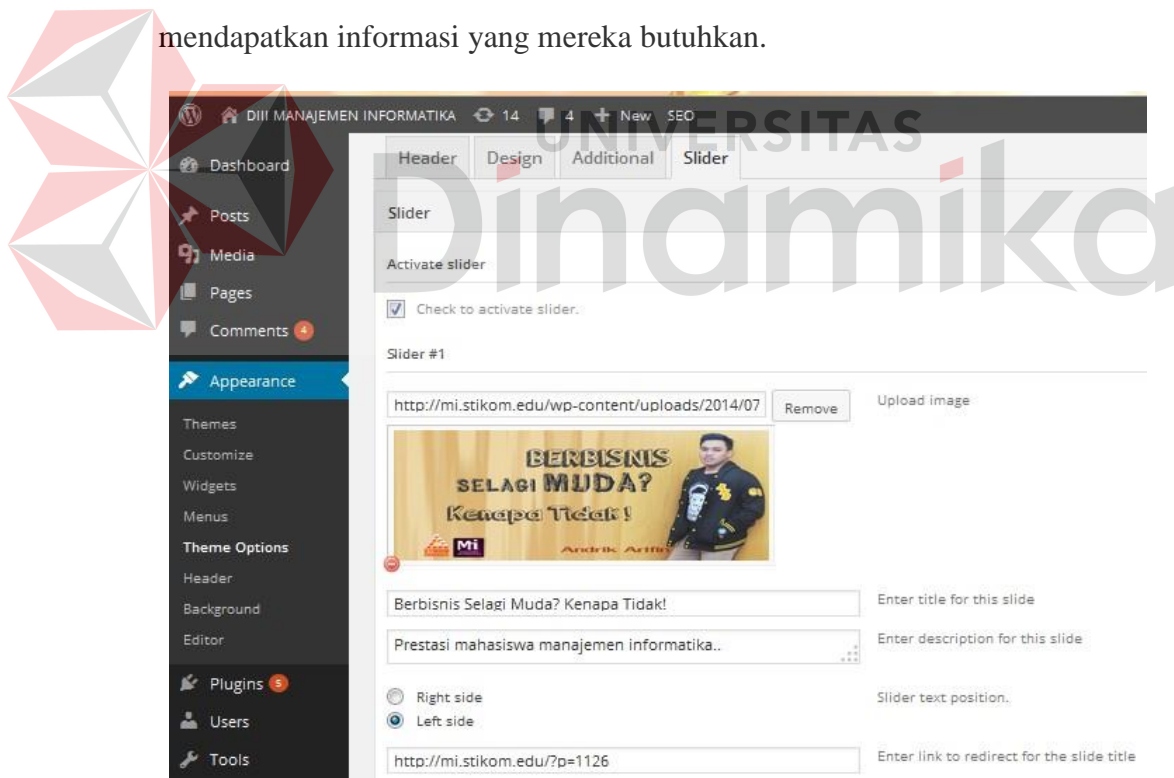 mendapatkan informasi yang mereka butuhkan.
DIII MANAJEMEN INFORMATIKA 14 4 + New SEO
UNIVERSITAS
Dinamika
Dashboard
Posts
Media
Pages
Comments 4
Appearance
Themes
Customize
Widgets
Menus
Theme Options
Header
Background
Editor
Plugins 5
Users
Tools
Header Design Additional Slider
Slider
Activate slider
Check to activate slider.
Slider #1
http://mi.stikom.edu/wp-content/uploads/2014/07 Remove Upload image
BERBISNIS
SELAGI MUDA?
Kenapa Tidak!
Mi
Andrik Arifin
Berbisnis Selagi Muda? Kenapa Tidak! Enter title for this slide
Prestasi mahasiswa manajemen informatika.. Enter description for this slide
Right side Slider text position.
Left side
http://mi.stikom.edu/?p=1126 Enter link to redirect for the slide title